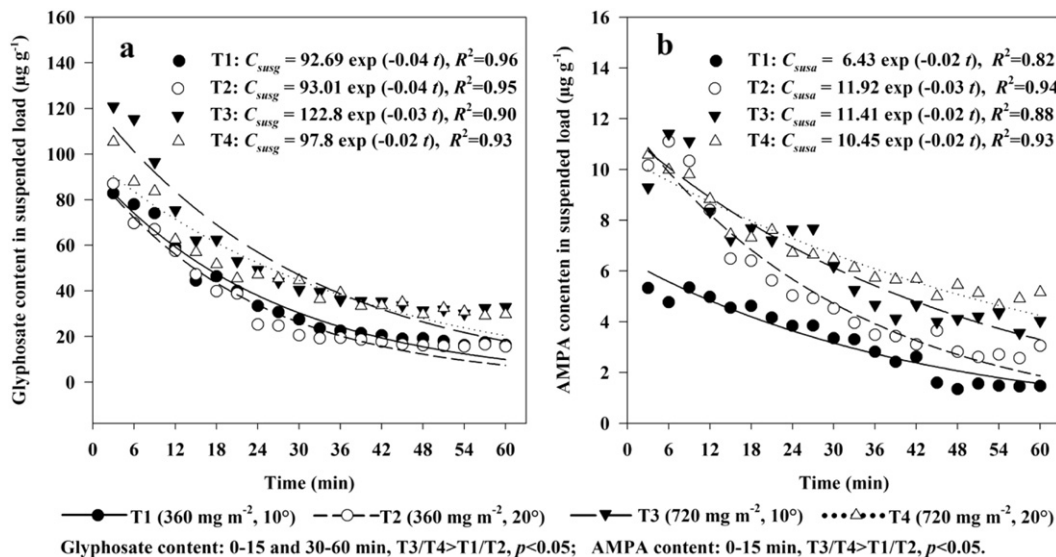 a
T1: Csusg = 92.69 exp (-0.04 t), R²=0.96
T2: Csusg = 93.01 exp (-0.04 t), R²=0.95
T3: Csusg = 122.8 exp (-0.03 t), R²=0.90
T4: Csusg = 97.8 exp (-0.02 t), R²=0.93
Glyphosate content in suspended load (µg g⁻¹)
160
140
120
100
80
60
40
20
0
0 6 12 18 24 30 36 42 48 54 60
Time (min)
b
T1: Csusa = 6.43 exp (-0.02 t), R²=0.82
T2: Csusa = 11.92 exp (-0.03 t), R²=0.94
T3: Csusa = 11.41 exp (-0.02 t), R²=0.88
T4: Csusa = 10.45 exp (-0.02 t), R²=0.93
AMPA conenten in suspended load (µg g⁻¹)
16
14
12
10
8
6
4
2
0
0 6 12 18 24 30 36 42 48 54 60
Time (min)
T1 (360 mg m⁻², 10°) T2 (360 mg m⁻², 20°) T3 (720 mg m⁻², 10°) T4 (720 mg m⁻², 20°)
Glyphosate content: 0-15 and 30-60 min, T3/T4>T1/T2, p<0.05; AMPA content: 0-15 min, T3/T4>T1/T2, p<0.05.